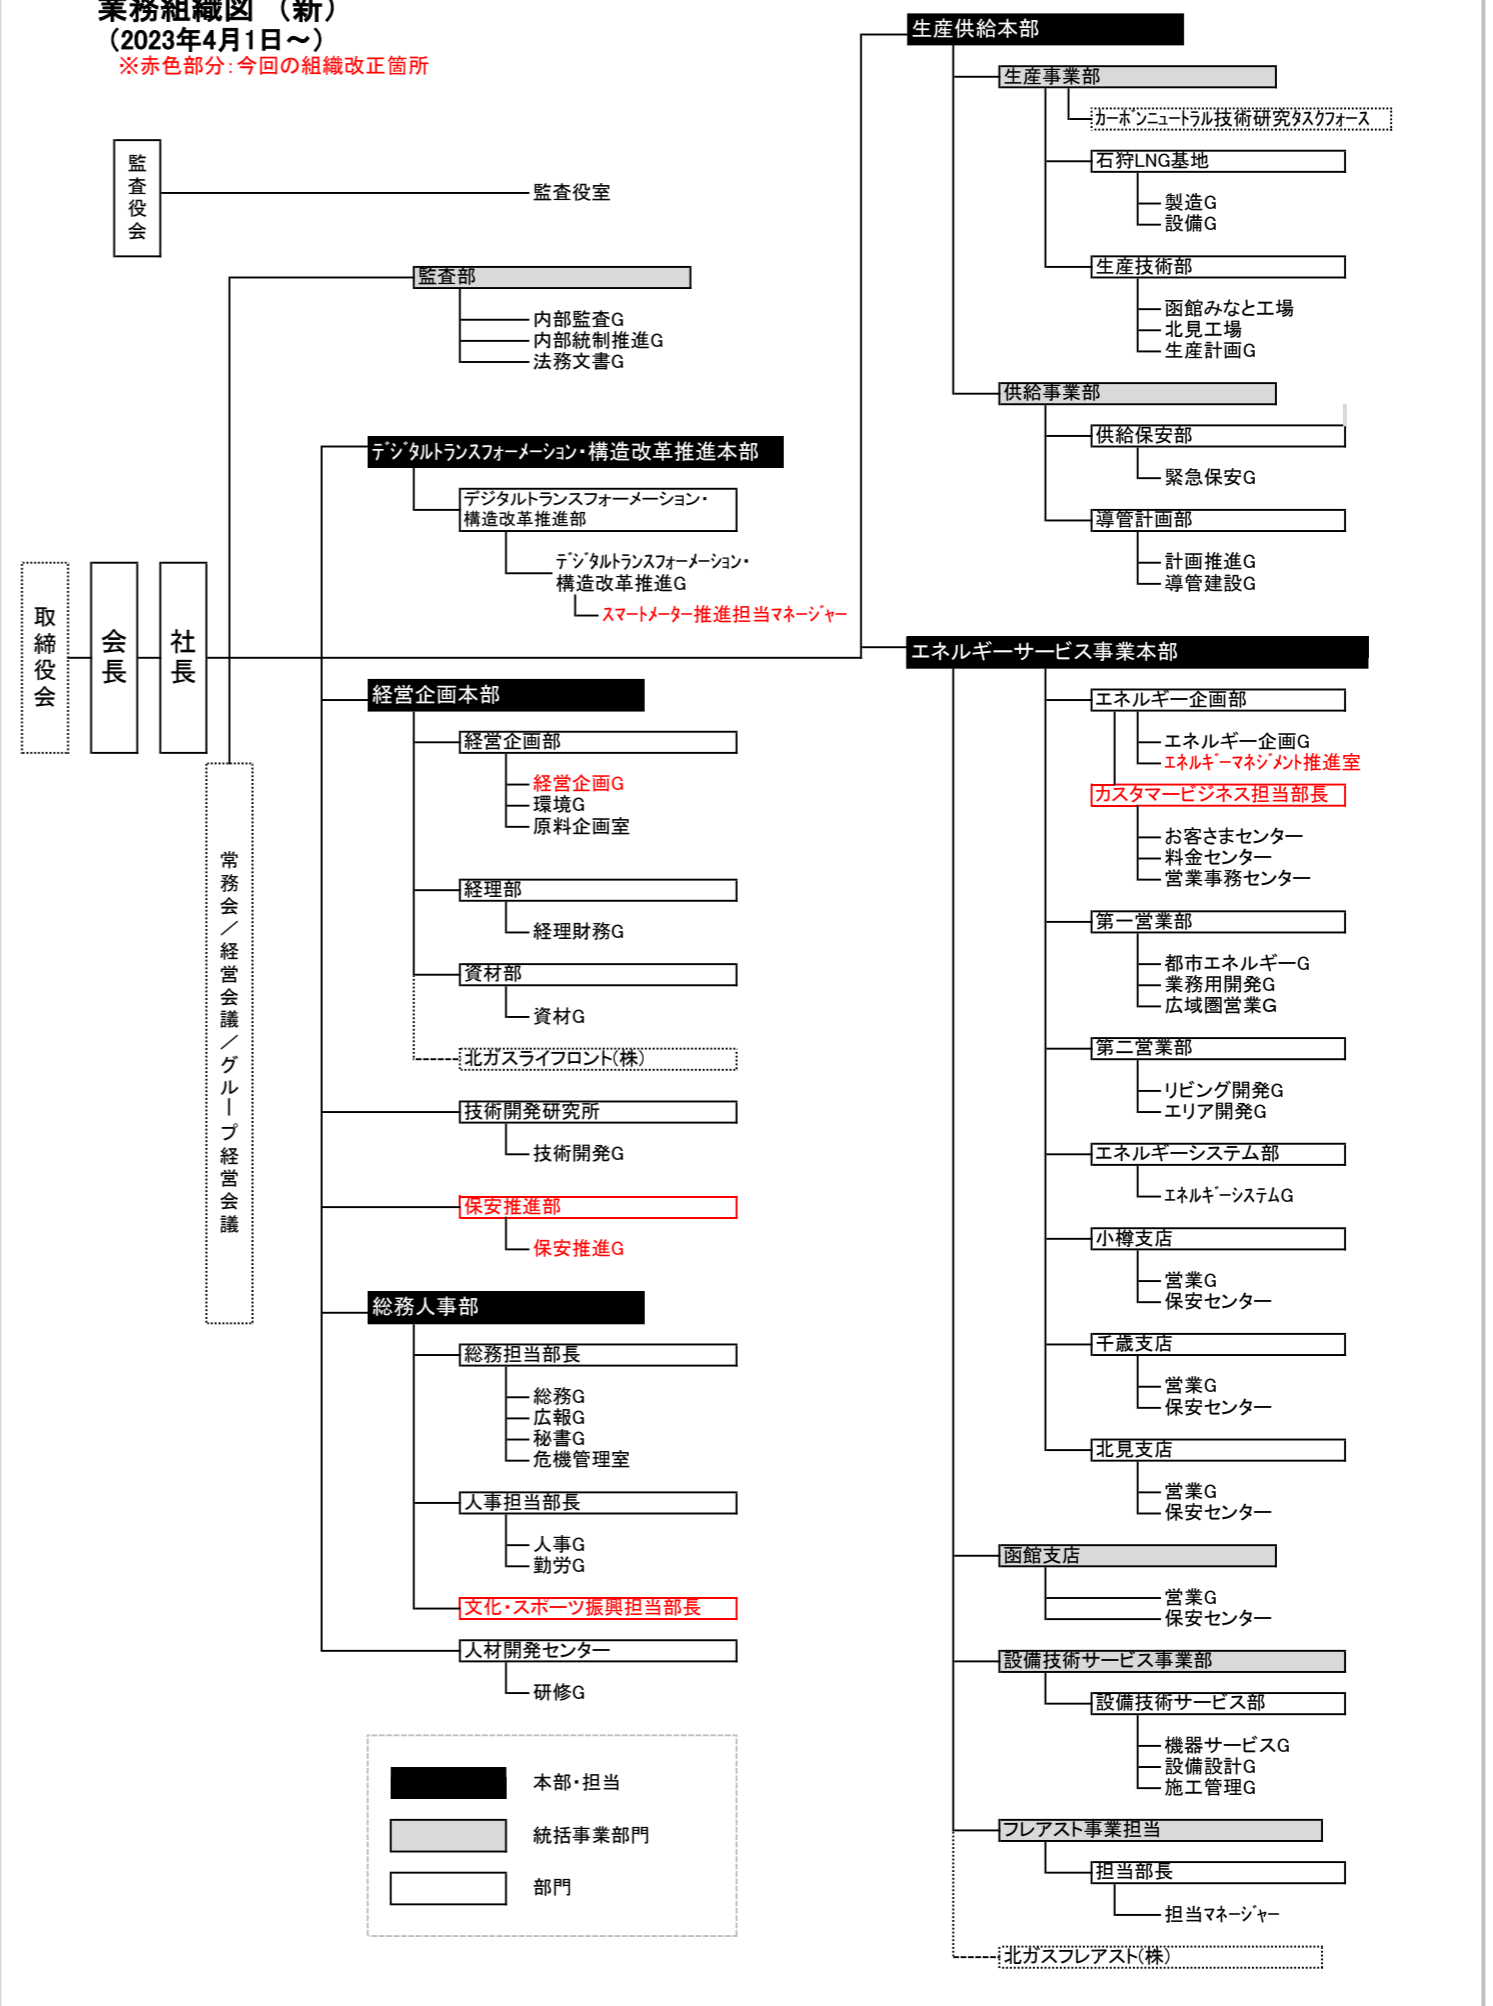 業務組織図 （新）
（2023年4月1日～）
※赤色部分：今回の組織改正箇所
監査役会
監査役室
監査部
内部監査G
内部統制推進G
法務文書G
ﾃﾞｼﾞﾀﾙﾄﾗﾝｽﾌｫｰﾒｰｼｮﾝ・構造改革推進本部
デジタルトランスフォーメーション・
構造改革推進部
ﾃﾞｼﾞﾀﾙﾄﾗﾝｽﾌｫｰﾒｰｼｮﾝ・
構造改革推進G
ｽﾏｰﾄﾒｰﾀｰ推進担当ﾏﾈｰｼﾞｬｰ
取締役会
会長
社長
常務会／経営会議／グループ経営会議
経営企画本部
経営企画部
経営企画G
環境G
原料企画室
経理部
経理財務G
資材部
資材G
北ガスライフロント(株)
技術開発研究所
技術開発G
保安推進部
保安推進G
総務人事部
総務担当部長
総務G
広報G
秘書G
危機管理室
人事担当部長
人事G
勤労G
文化・スポーツ振興担当部長
人材開発センター
研修G
本部・担当
統括事業部門
部門
生産供給本部
生産事業部
ｶｰﾎﾞﾝﾆｭｰﾄﾗﾙ技術研究ﾀｽｸﾌｫｰｽ
石狩LNG基地
製造G
設備G
生産技術部
函館みなと工場
北見工場
生産計画G
供給事業部
供給保安部
緊急保安G
導管計画部
計画推進G
導管建設G
エネルギーサービス事業本部
エネルギー企画部
エネルギー企画G
ｴﾈﾙｷﾞｰﾏﾈｼﾞﾒﾝﾄ推進室
カスタマービジネス担当部長
お客さまセンター
料金センター
営業事務センター
第一営業部
都市エネルギーG
業務用開発G
広域圏営業G
第二営業部
リビング開発G
エリア開発G
エネルギーシステム部
ｴﾈﾙｷﾞｰｼｽﾃﾑG
小樽支店
営業G
保安センター
千歳支店
営業G
保安センター
北見支店
営業G
保安センター
函館支店
営業G
保安センター
設備技術サービス事業部
設備技術サービス部
機器サービスG
設備設計G
施工管理G
フレアスト事業担当
担当部長
担当ﾏﾈｰｼﾞｬｰ
北ガスフレアスト(株)